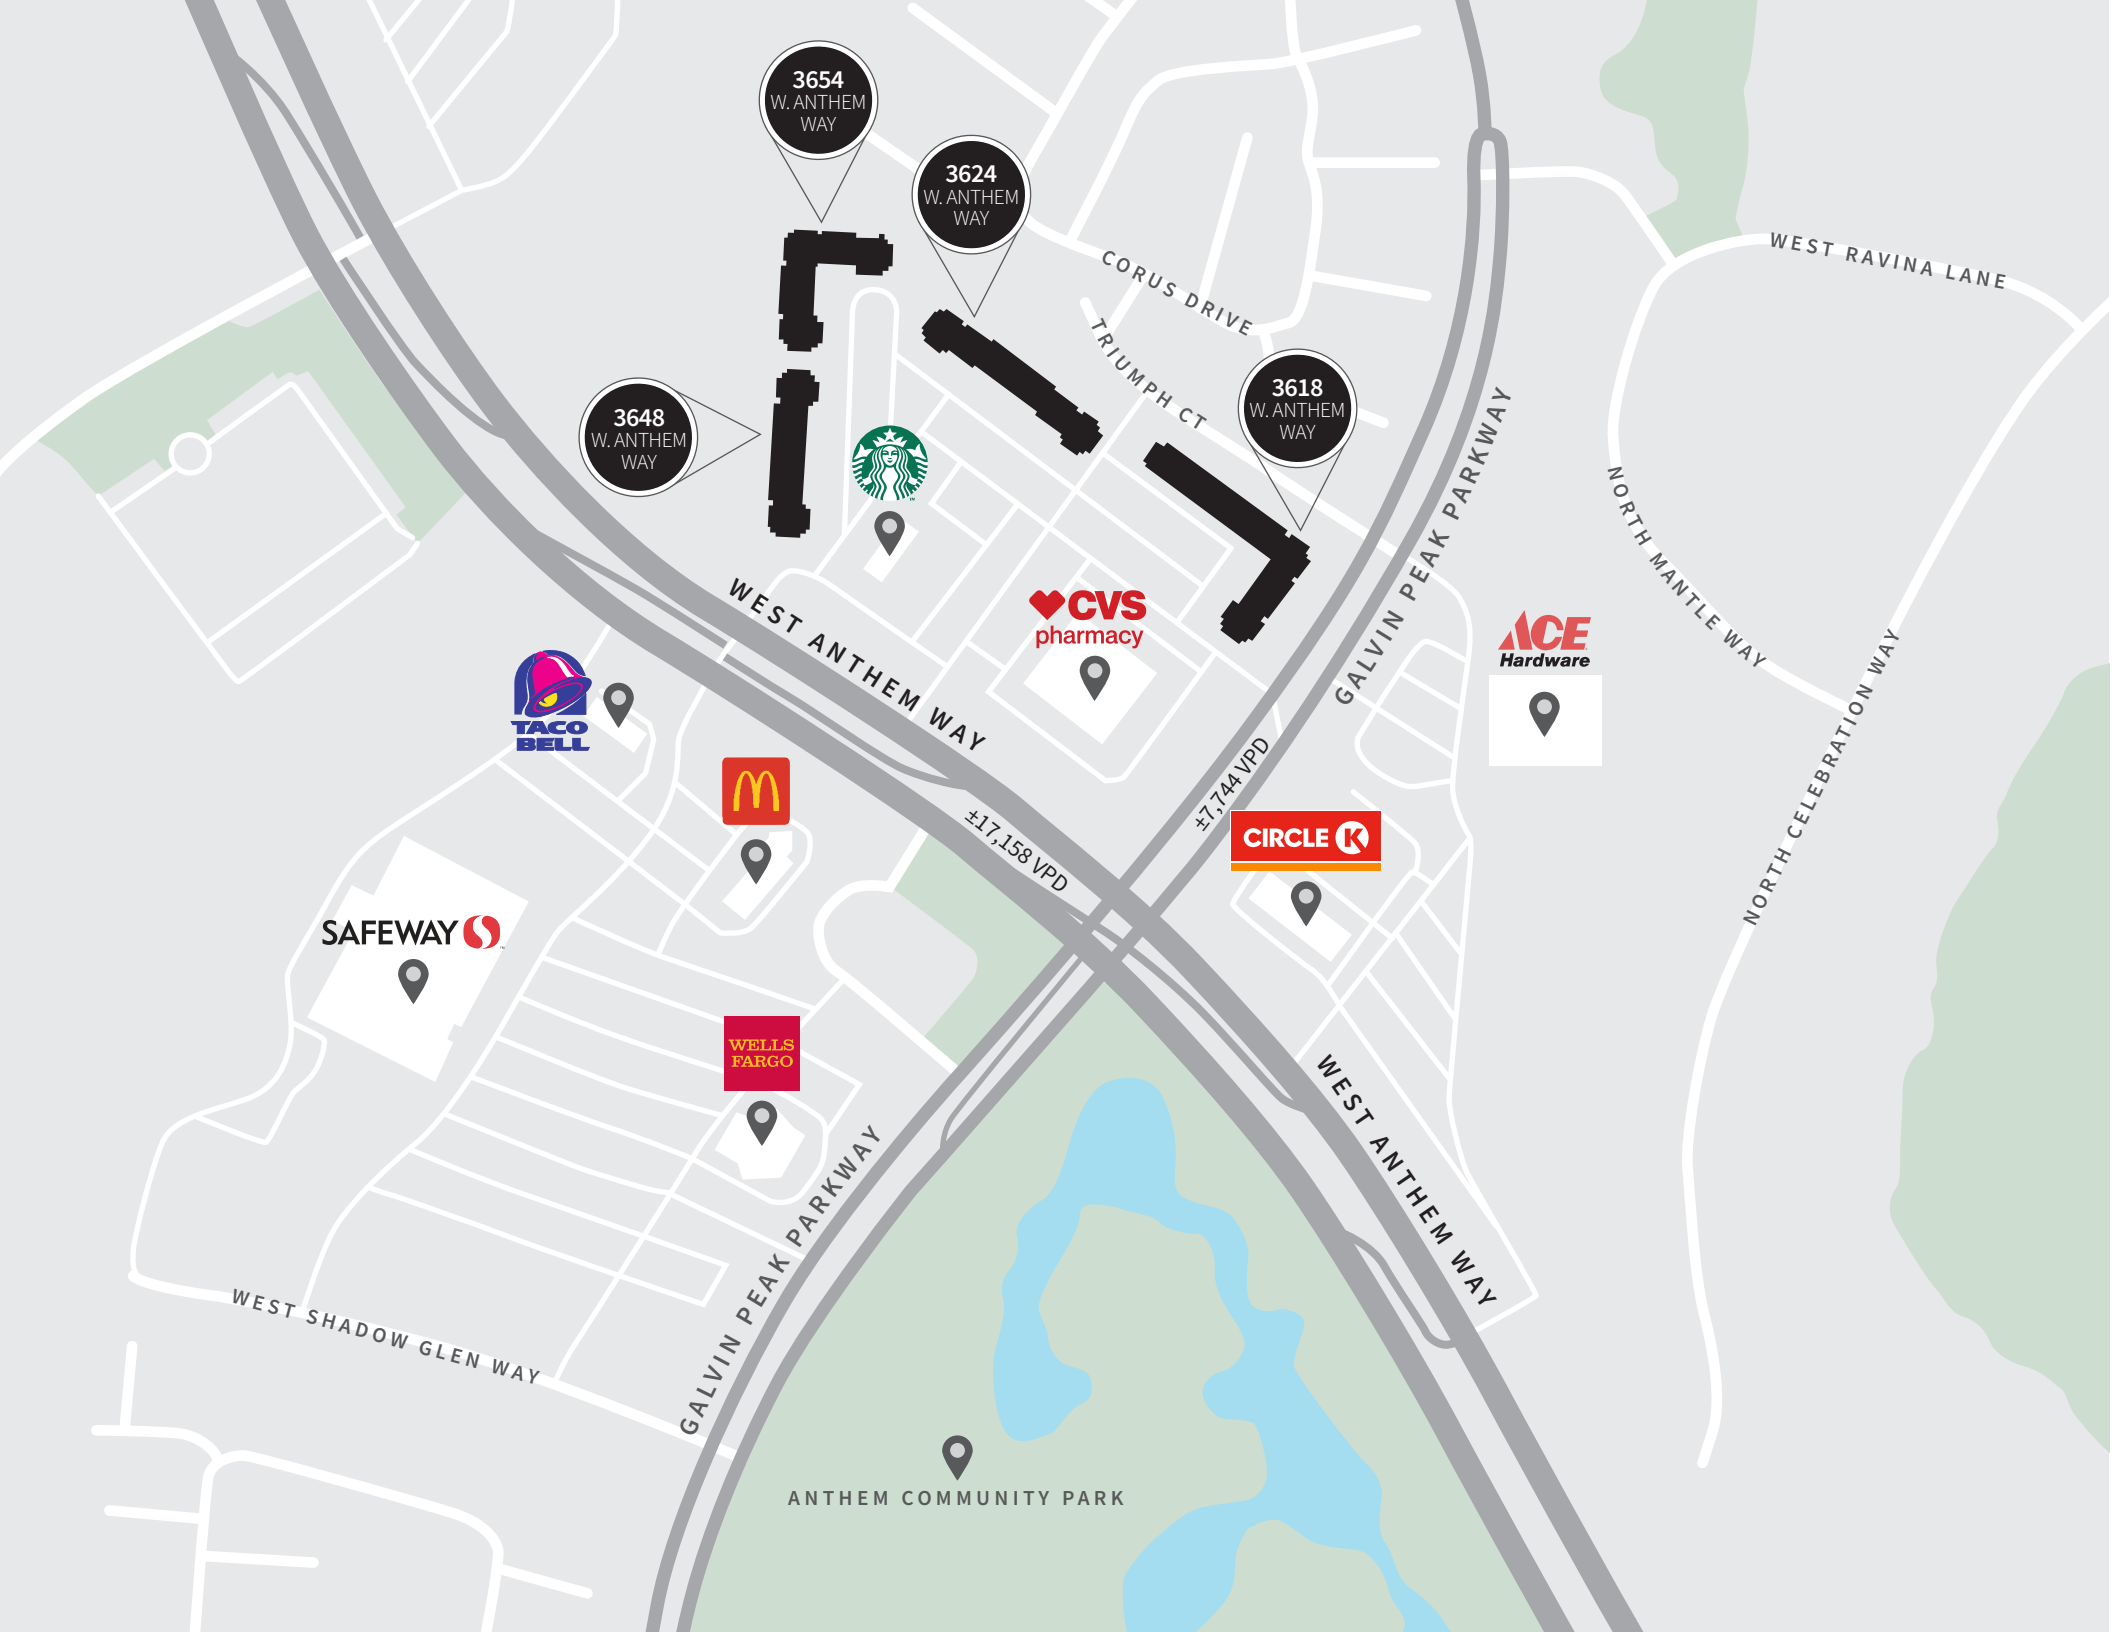 3654
W. ANTHEM
WAY
3624
W. ANTHEM
WAY
WEST RAVINA LANE
CORUS DRIVE
TRIUMPH CT
3618
W. ANTHEM
WAY
3648
W. ANTHEM
WAY
GALVIN PEAK PARKWAY
NORTH MANTLE WAY
WEST ANTHEM WAY
CVS
pharmacy
ACE
Hardware
TACO
BELL
NORTH CELEBRATION WAY
±7,744 VPD
±17,158 VPD
CIRCLE K
SAFEWAY
WELLS
FARGO
WEST ANTHEM WAY
GALVIN PEAK PARKWAY
WEST SHADOW GLEN WAY
ANTHEM COMMUNITY PARK